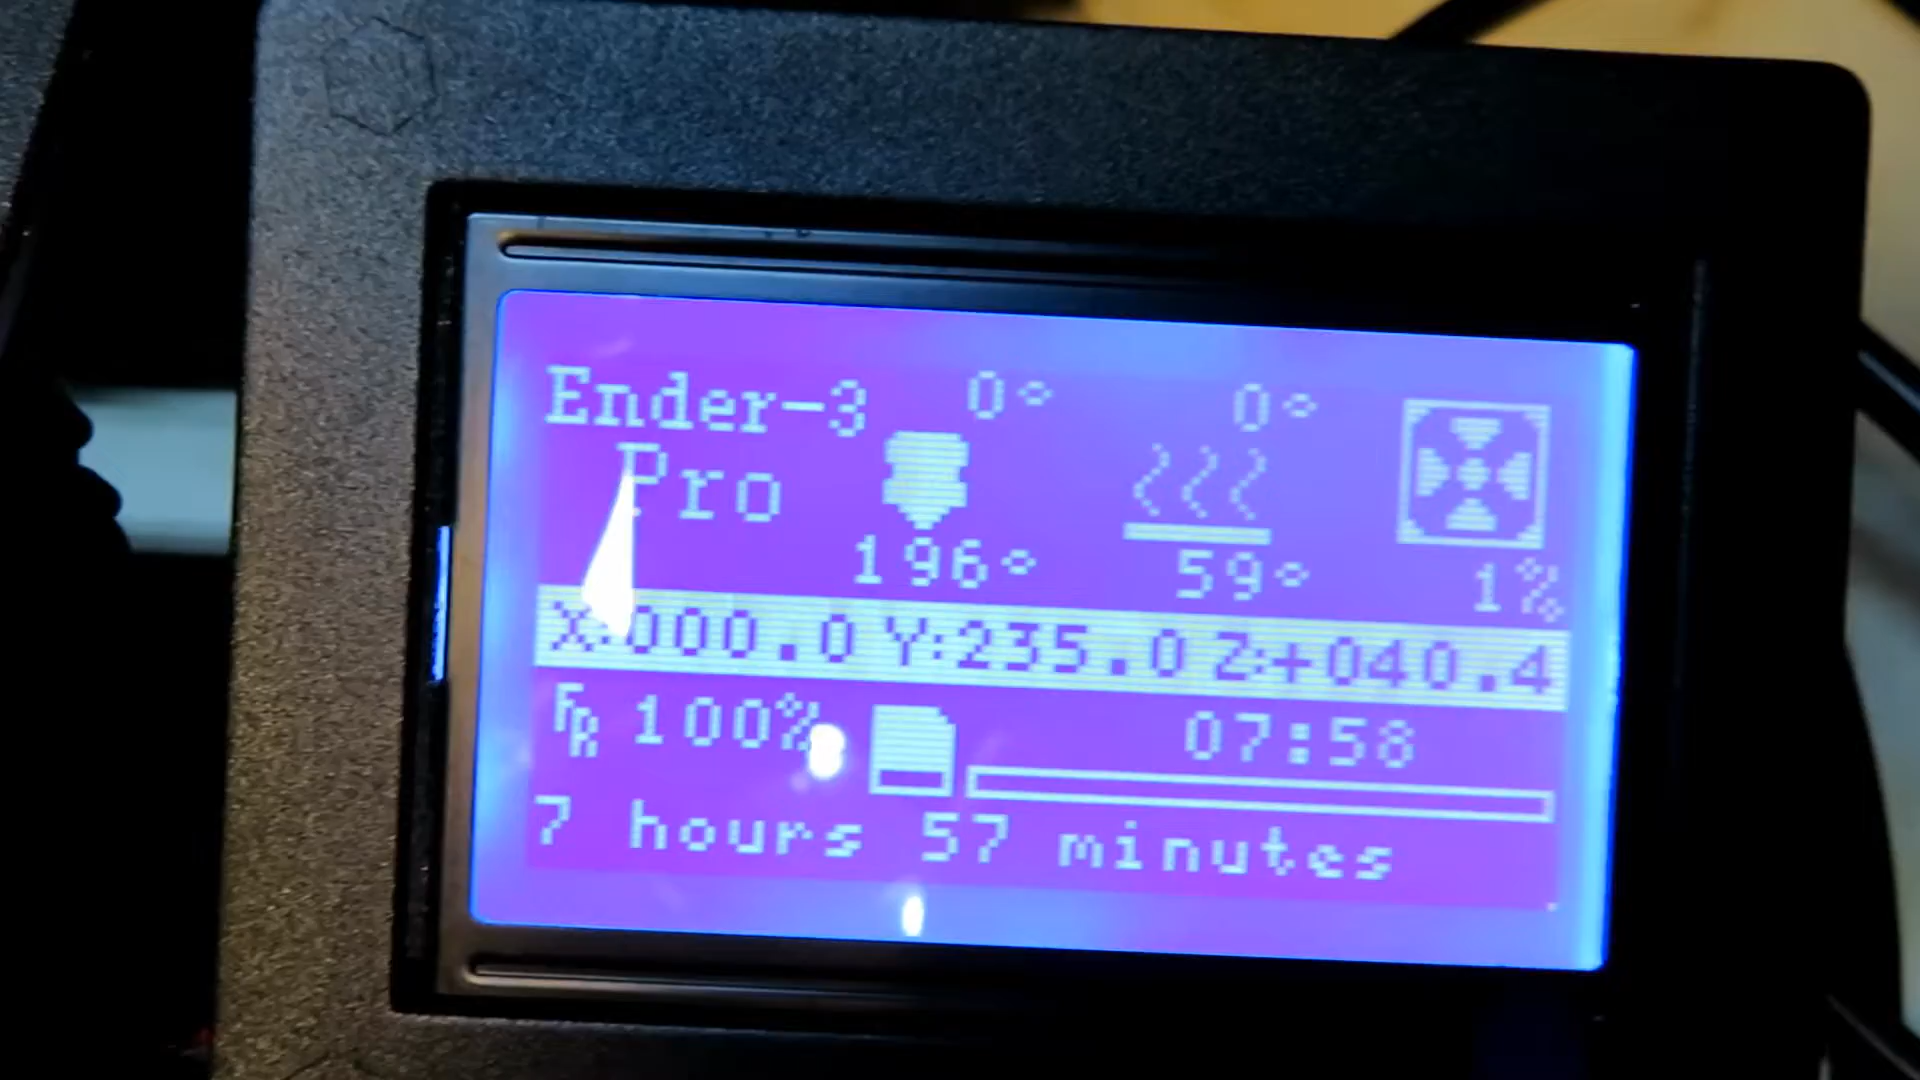 Ender-3 0° 0°
Pro
196° 59° 1%
X:000.0 Y:235.0 Z:+040.4
FR 100% 07:58
7 hours 57 minutes